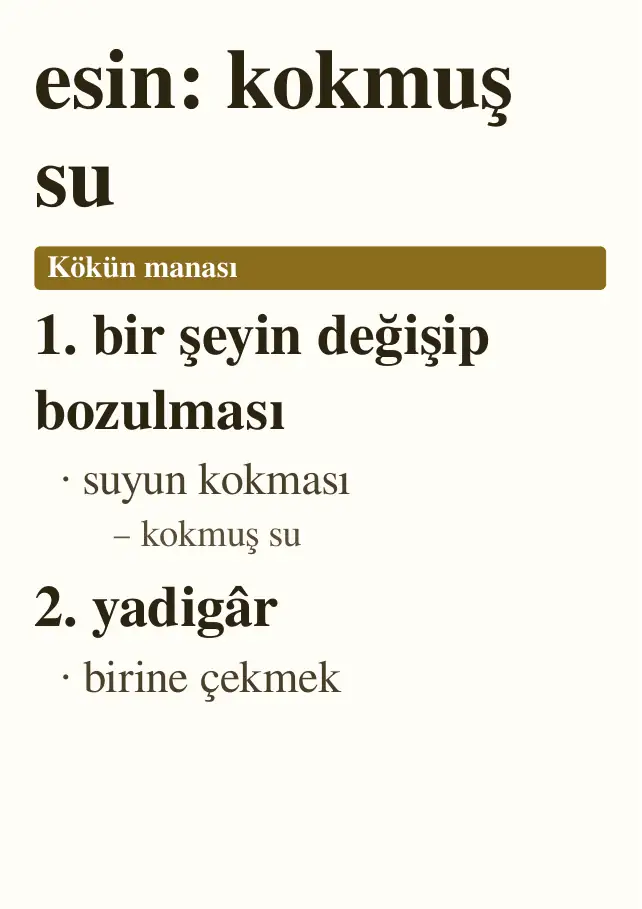 esin: kokmuş
su
Kökün manası
1. bir şeyin değişip
bozulması
· suyun kokması
– kokmuş su
2. yadigâr
· birine çekmek